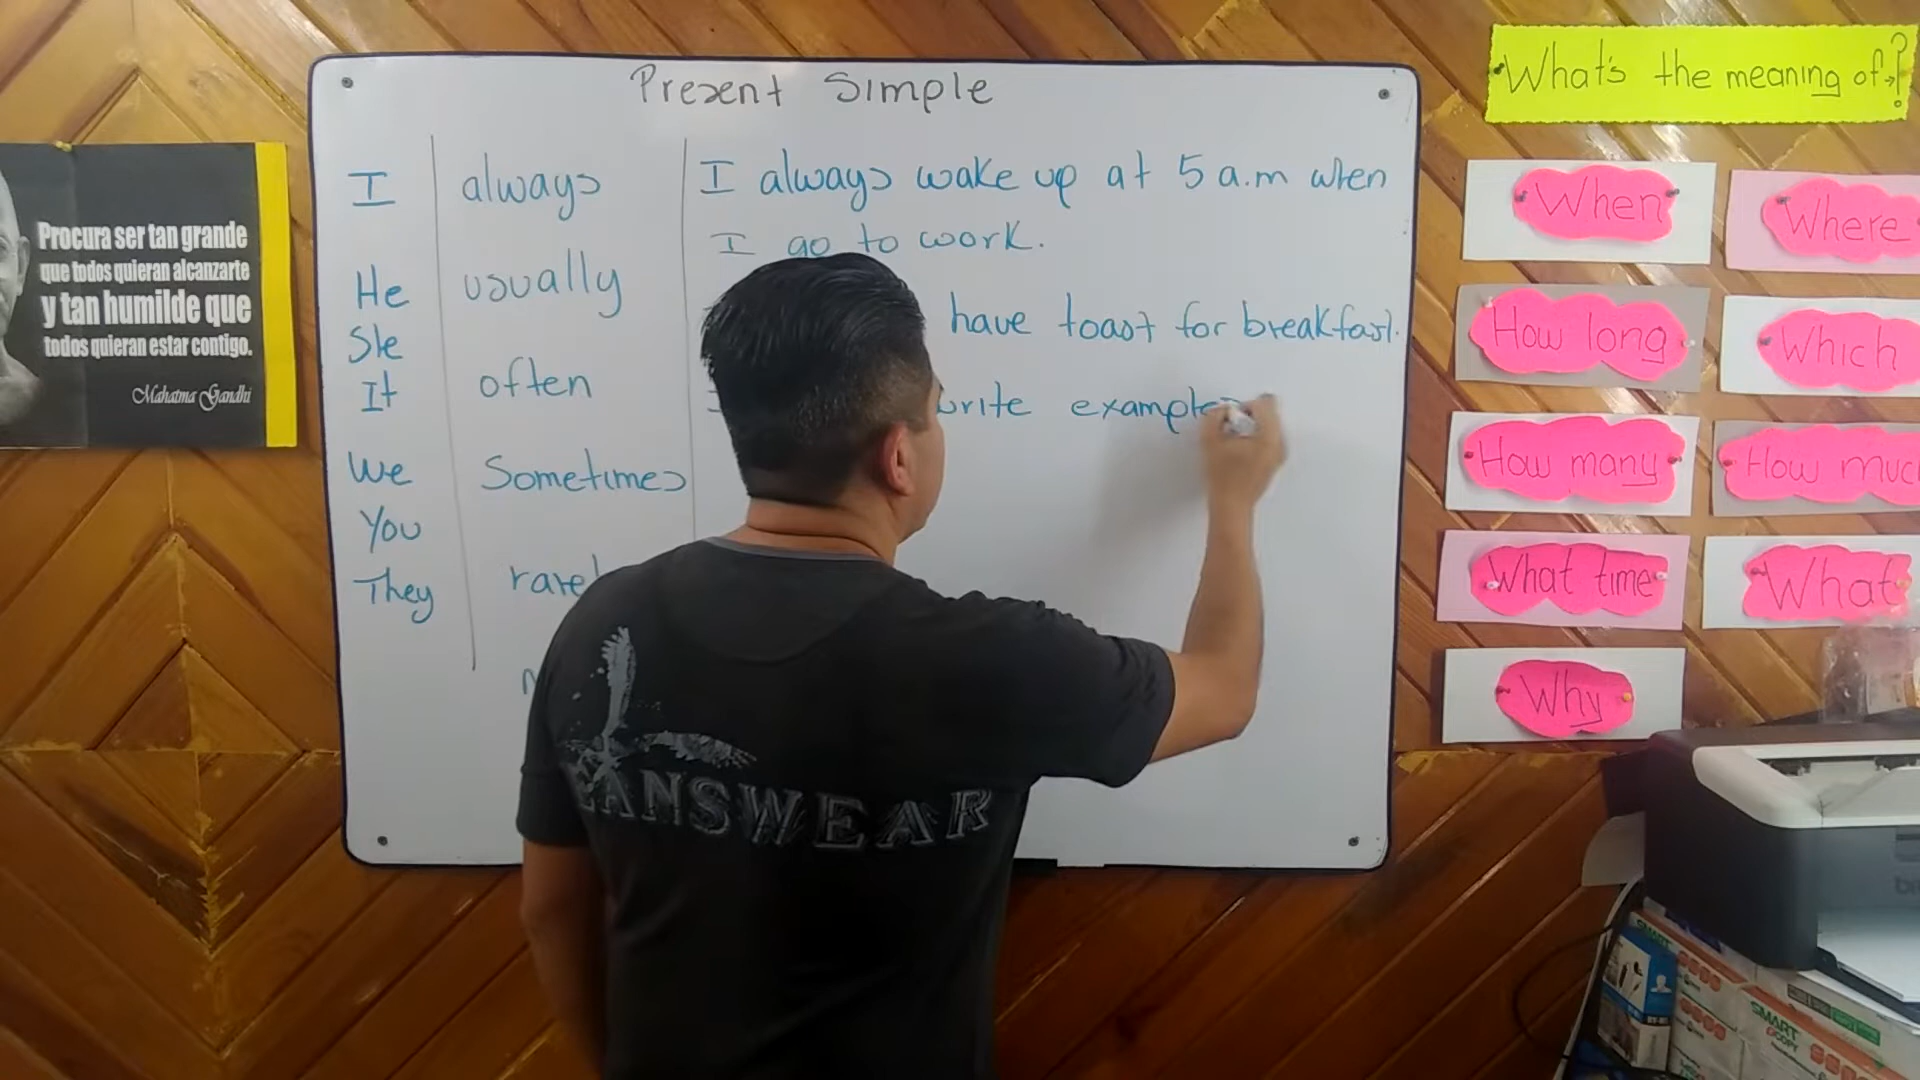 Present Simple
I
He
She
It
We
You
They
always
usually
often
Sometimes
I always wake up at 5 a.m when
I go to work.
have toast for breakfast.
write examples
Procura ser tan grande
que todos quieran alcanzarte
y tan humilde que
todos quieran estar contigo.
Mahatma Gandhi
What's the meaning of?
When
Where
How long
Which
How many
How much
What time
What
Why